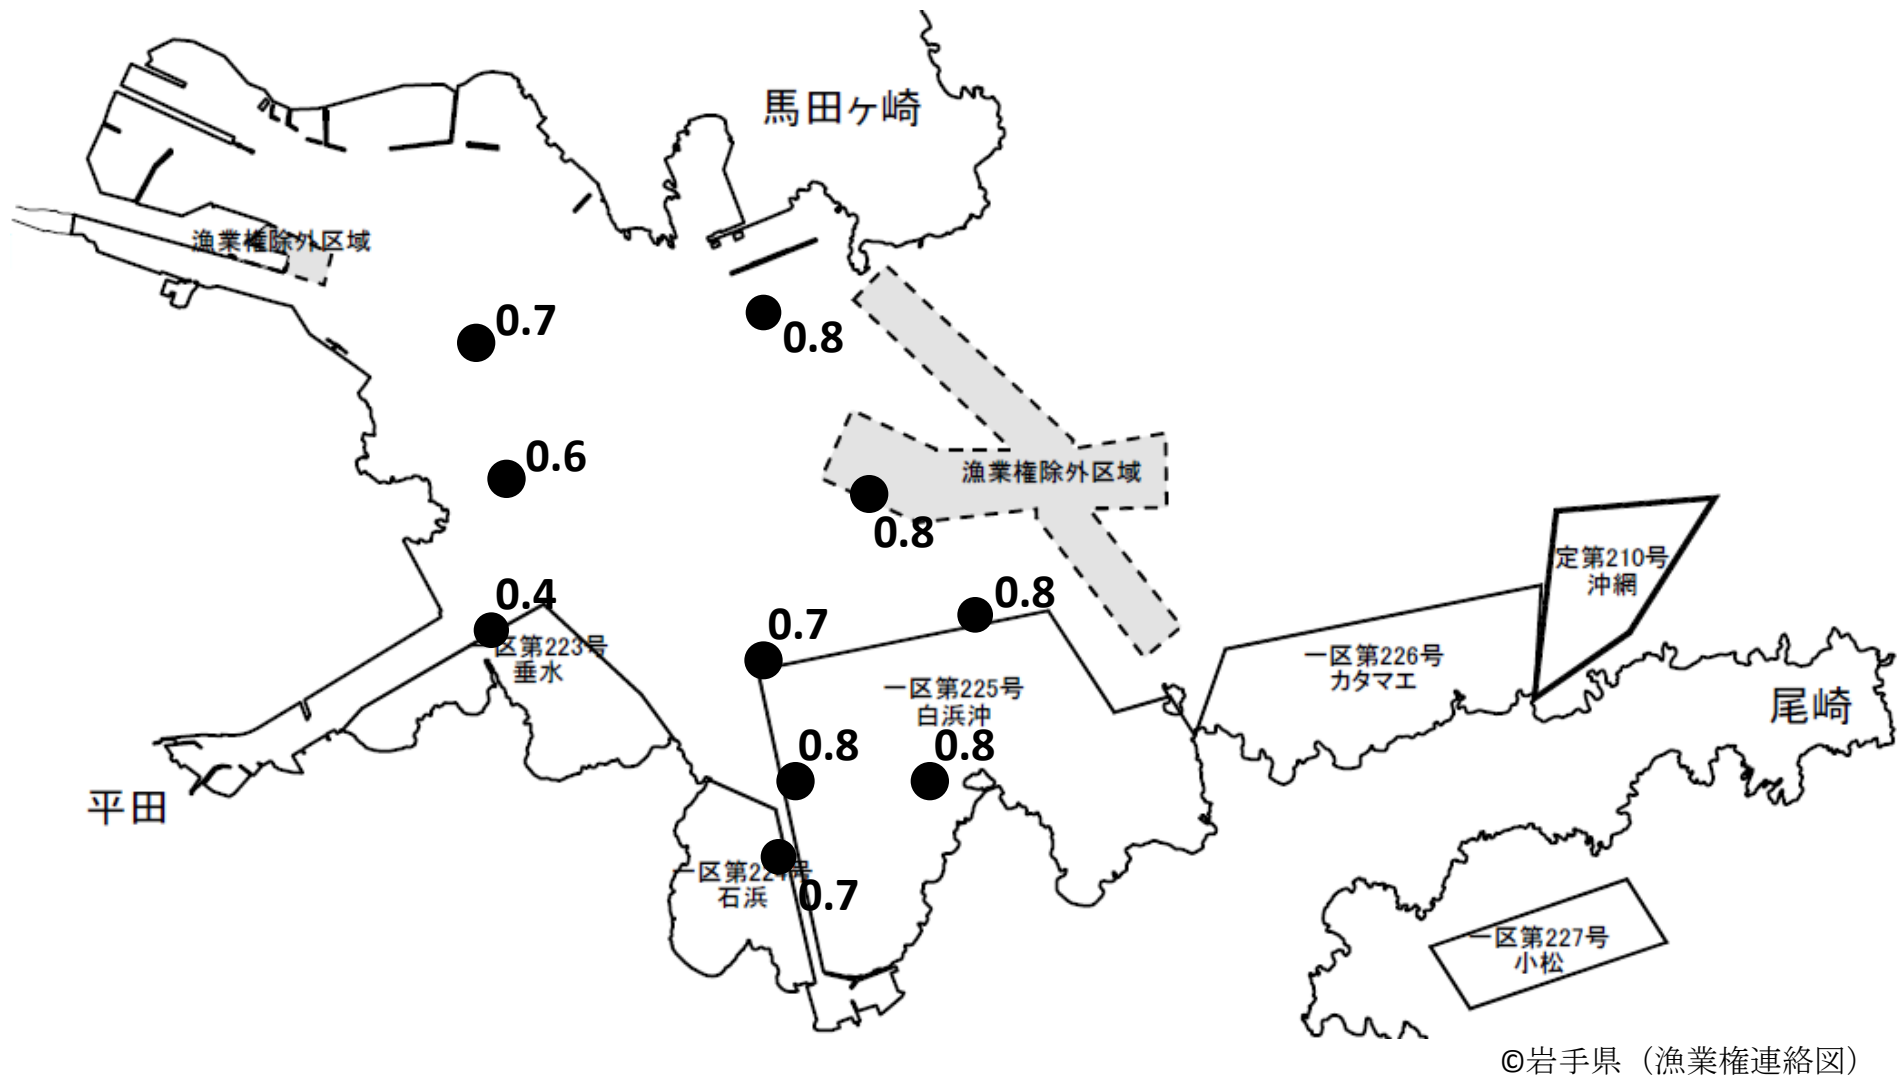 馬田ヶ崎
漁業権除外区域
0.7
0.8
0.6
漁業権除外区域
0.8
定第210号
沖網
0.4
0.8
0.7
一区第223号
垂水
一区第226号
カタマエ
一区第225号
白浜沖
尾崎
0.8
0.8
平田
一区第224号
石浜
0.7
一区第227号
小松
©岩手県（漁業権連絡図）